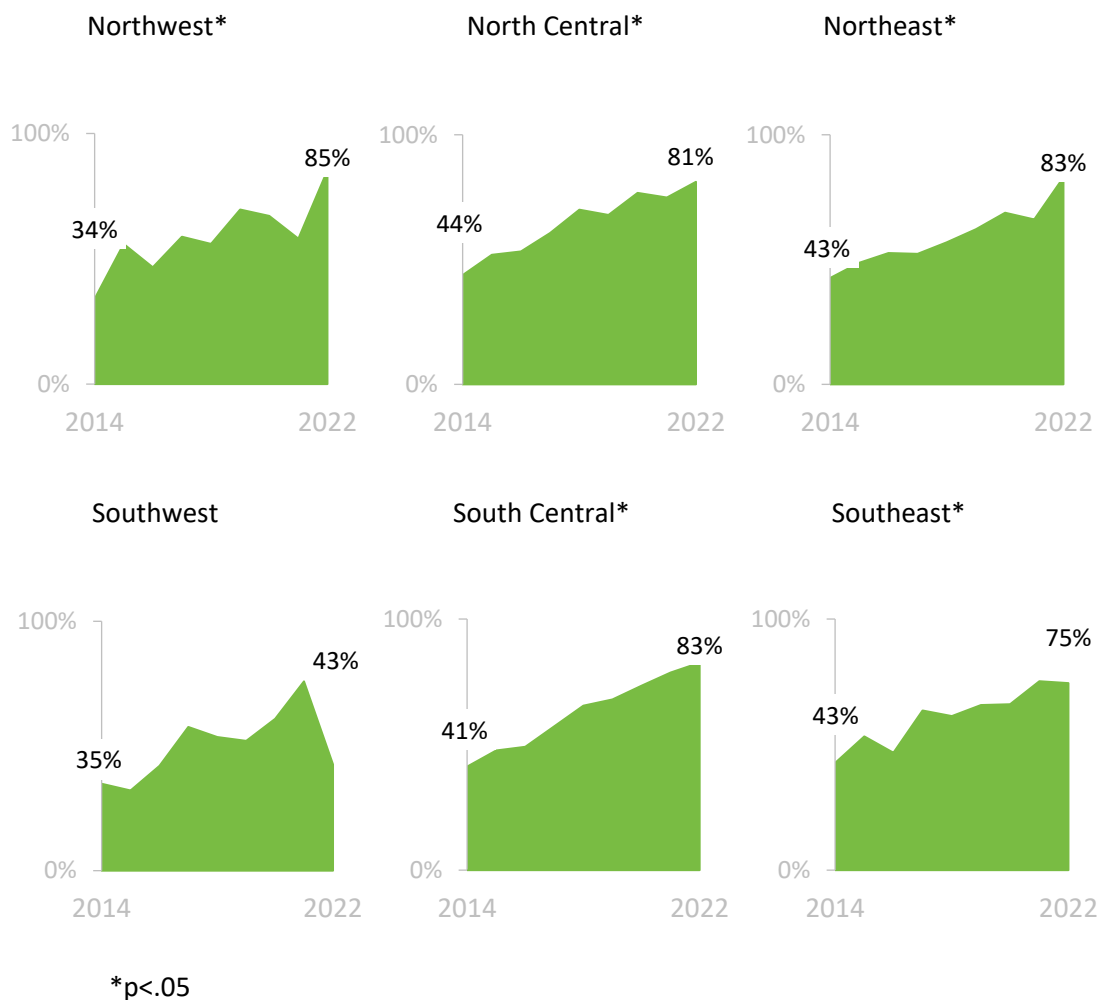 Northwest* North Central* Northeast*
100% 100% 100%
85% 81% 83%
34% 44% 43%
0% 0% 0%
2014 2022 2014 2022 2014 2022
Southwest South Central* Southeast*
100% 100% 100%
43% 83% 75%
35% 41% 43%
0% 0% 0%
2014 2022 2014 2022 2014 2022
*p<.05